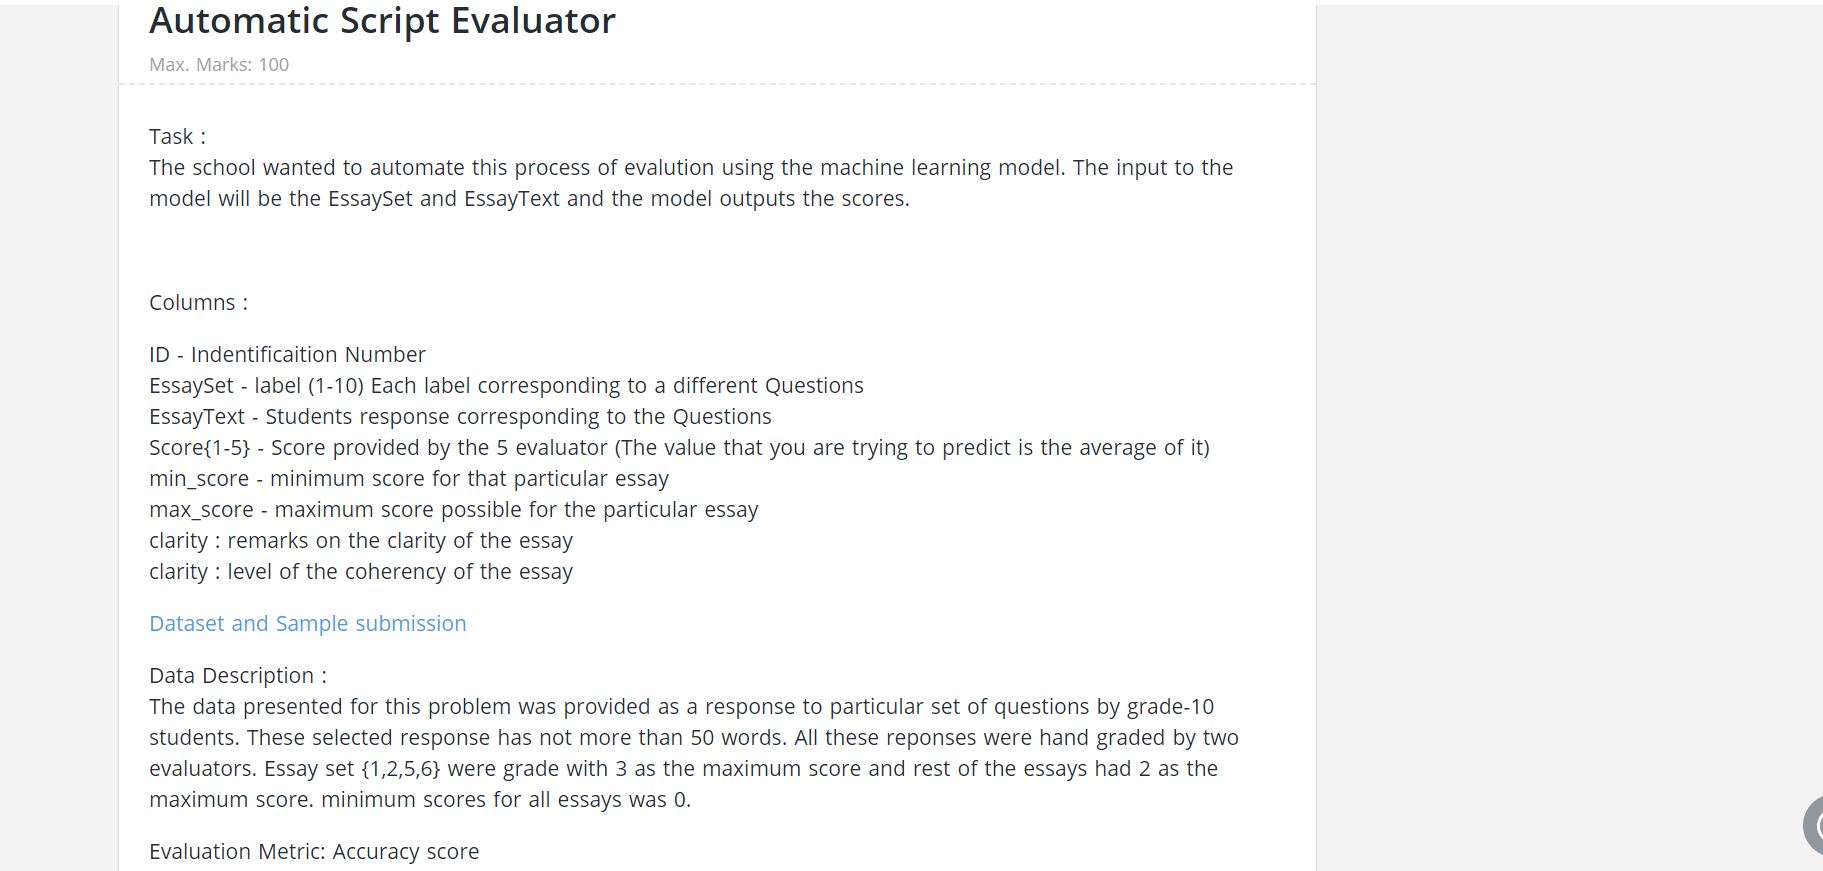 Automatic Script Evaluator
Max. Marks: 100
Task :
The school wanted to automate this process of evalution using the machine learning model. The input to the
model will be the EssaySet and EssayText and the model outputs the scores.
Columns :
ID - Indentificaition Number
EssaySet - label (1-10) Each label corresponding to a different Questions
EssayText - Students response corresponding to the Questions
Score{1-5} - Score provided by the 5 evaluator (The value that you are trying to predict is the average of it)
min_score - minimum score for that particular essay
max_score - maximum score possible for the particular essay
clarity : remarks on the clarity of the essay
clarity : level of the coherency of the essay
Dataset and Sample submission
Data Description :
The data presented for this problem was provided as a response to particular set of questions by grade-10
students. These selected response has not more than 50 words. All these reponses were hand graded by two
evaluators. Essay set {1,2,5,6} were grade with 3 as the maximum score and rest of the essays had 2 as the
maximum score. minimum scores for all essays was 0.
Evaluation Metric: Accuracy score